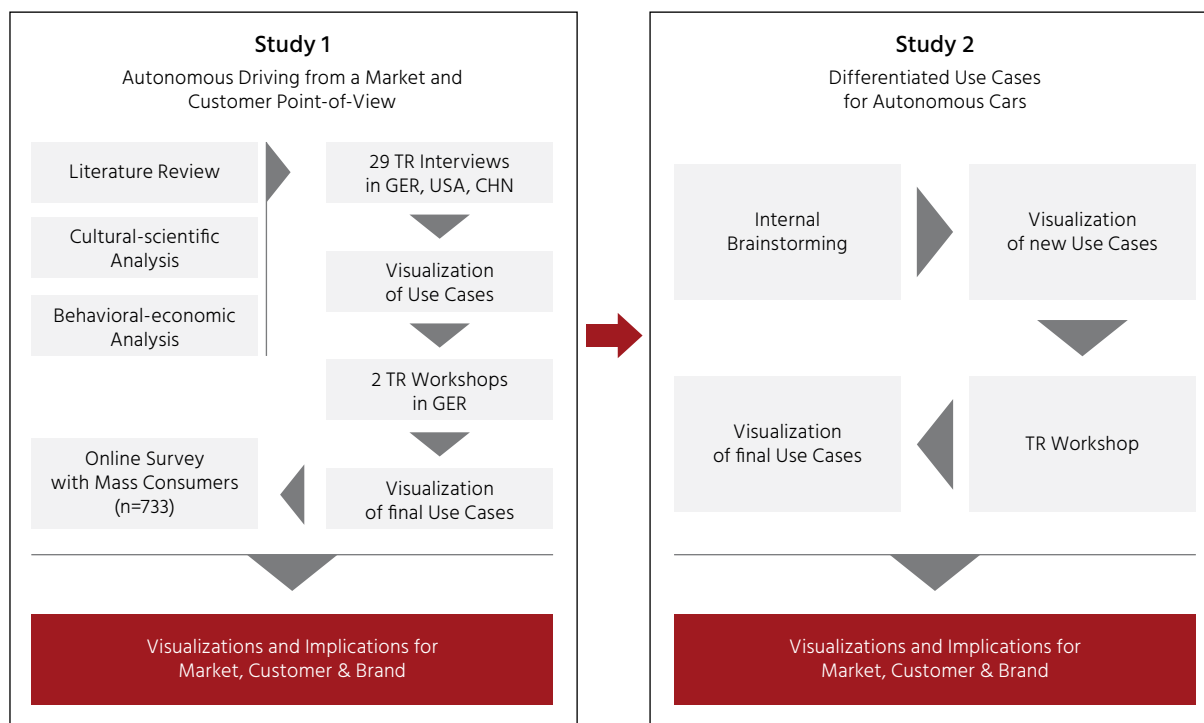 Study 1
Autonomous Driving from a Market and
Customer Point-of-View
Literature Review
Cultural-scientific
Analysis
Behavioral-economic
Analysis
29 TR Interviews
in GER, USA, CHN
Visualization
of Use Cases
2 TR Workshops
in GER
Visualization
of final Use Cases
Online Survey
with Mass Consumers
(n=733)
Visualizations and Implications for
Market, Customer & Brand
Study 2
Differentiated Use Cases
for Autonomous Cars
Internal
Brainstorming
Visualization
of new Use Cases
TR Workshop
Visualization
of final Use Cases
Visualizations and Implications for
Market, Customer & Brand